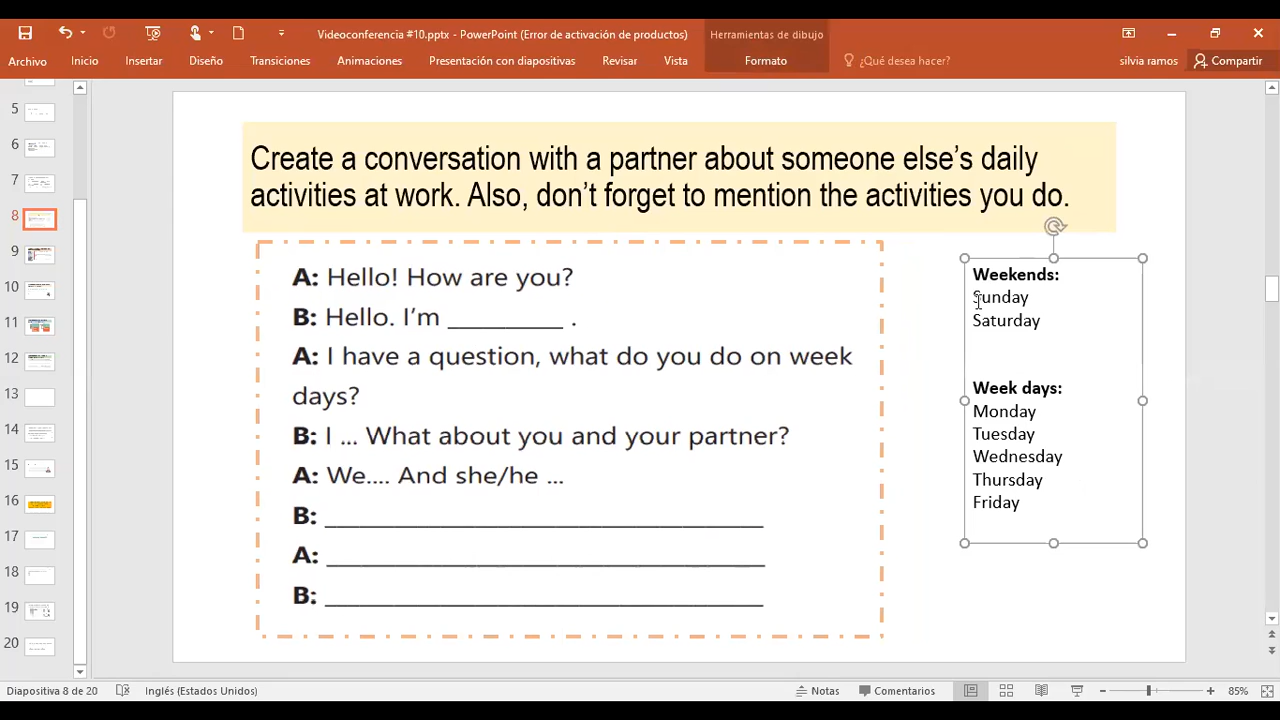 Videoconferencia #10.pptx - PowerPoint (Error de activación de productos)
Herramientas de dibujo
Archivo
Inicio
Insertar
Diseño
Transiciones
Animaciones
Presentación con diapositivas
Revisar
Vista
Formato
¿Qué desea hacer?
silvia ramos
Compartir
5
6
7
8
9
10
11
12
13
14
15
16
17
18
19
20
Create a conversation with a partner about someone else’s daily
activities at work. Also, don’t forget to mention the activities you do.
A: Hello! How are you?
B: Hello. I’m _________ .
A: I have a question, what do you do on week
days?
B: I ... What about you and your partner?
A: We.... And she/he ...
B: __________________________________
A: __________________________________
B: __________________________________
Weekends:
Sunday
Saturday
Week days:
Monday
Tuesday
Wednesday
Thursday
Friday
Diapositiva 8 de 20
Inglés (Estados Unidos)
Notas
Comentarios
85%